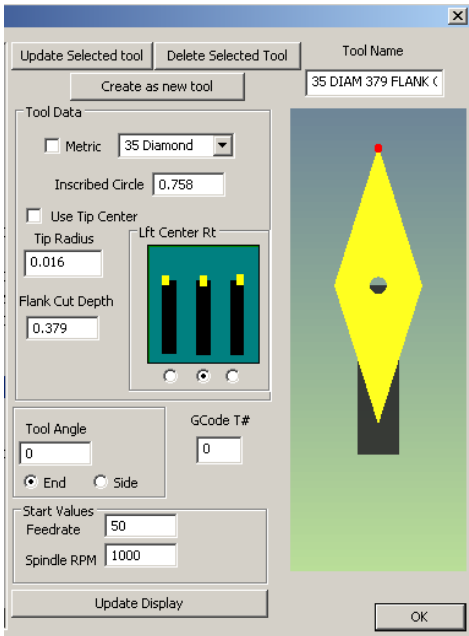 Update Selected tool
Delete Selected Tool
Tool Name
Create as new tool
35 DIAM 379 FLANK (
Tool Data
Metric
35 Diamond
Inscribed Circle
0.758
Use Tip Center
Tip Radius
Lft Center Rt
0.016
Flank Cut Depth
0.379
Tool Angle
GCode T#
0
0
End
Side
Start Values
Feedrate
50
Spindle RPM
1000
Update Display
OK